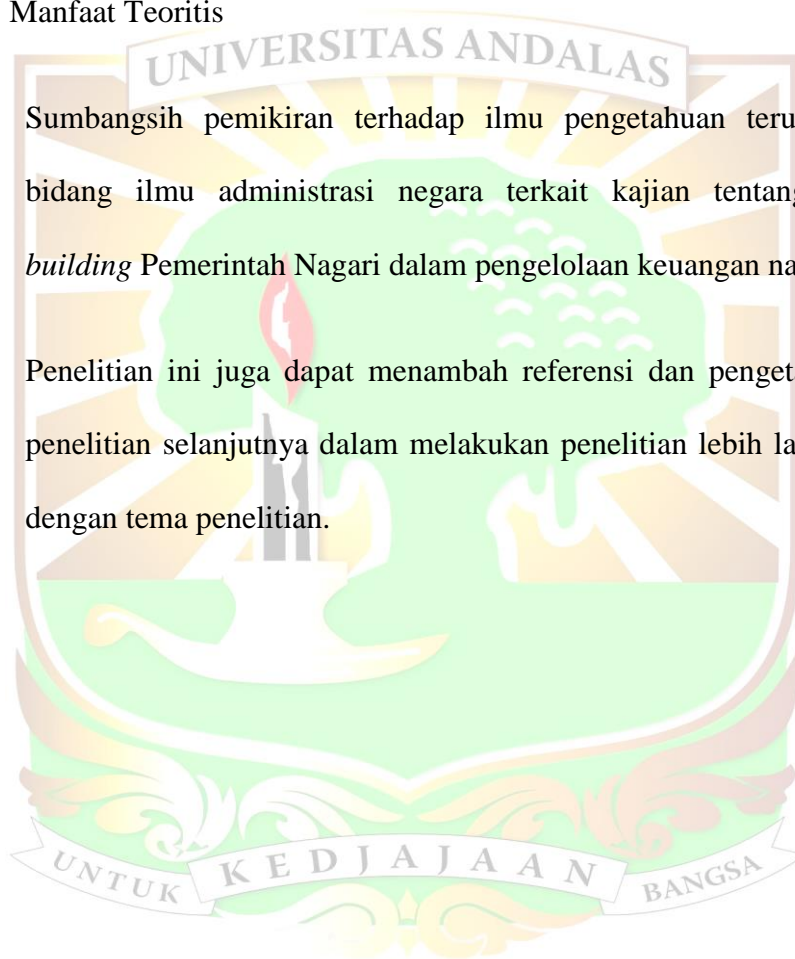 Manfaat Teoritis
UNIVERSITAS ANDALAS
Sumbangsih pemikiran terhadap ilmu pengetahuan teru
bidang ilmu administrasi negara terkait kajian tentang
building Pemerintah Nagari dalam pengelolaan keuangan na
Penelitian ini juga dapat menambah referensi dan penget
penelitian selanjutnya dalam melakukan penelitian lebih la
dengan tema penelitian.
UNTUK KEDJAJAAN BANGSA